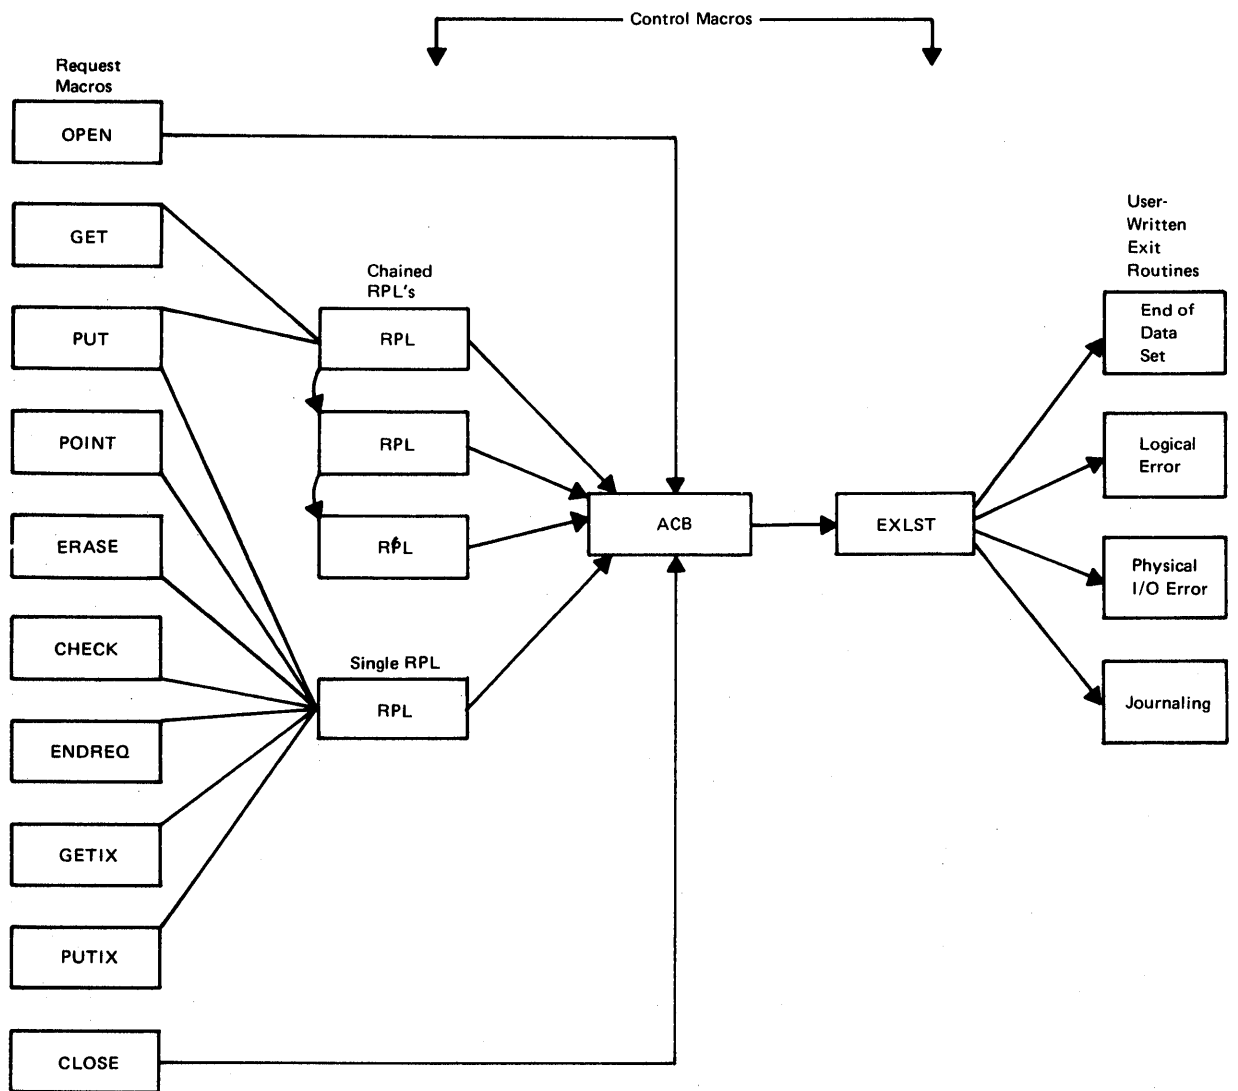 Control Macros
Request
Macros
OPEN
GET
PUT
POINT
ERASE
CHECK
ENDREQ
GETIX
PUTIX
CLOSE
Chained
RPL's
RPL
RPL
RPL
Single RPL
RPL
ACB
EXLST
User-
Written
Exit
Routines
End of
Data
Set
Logical
Error
Physical
I/O Error
Journaling